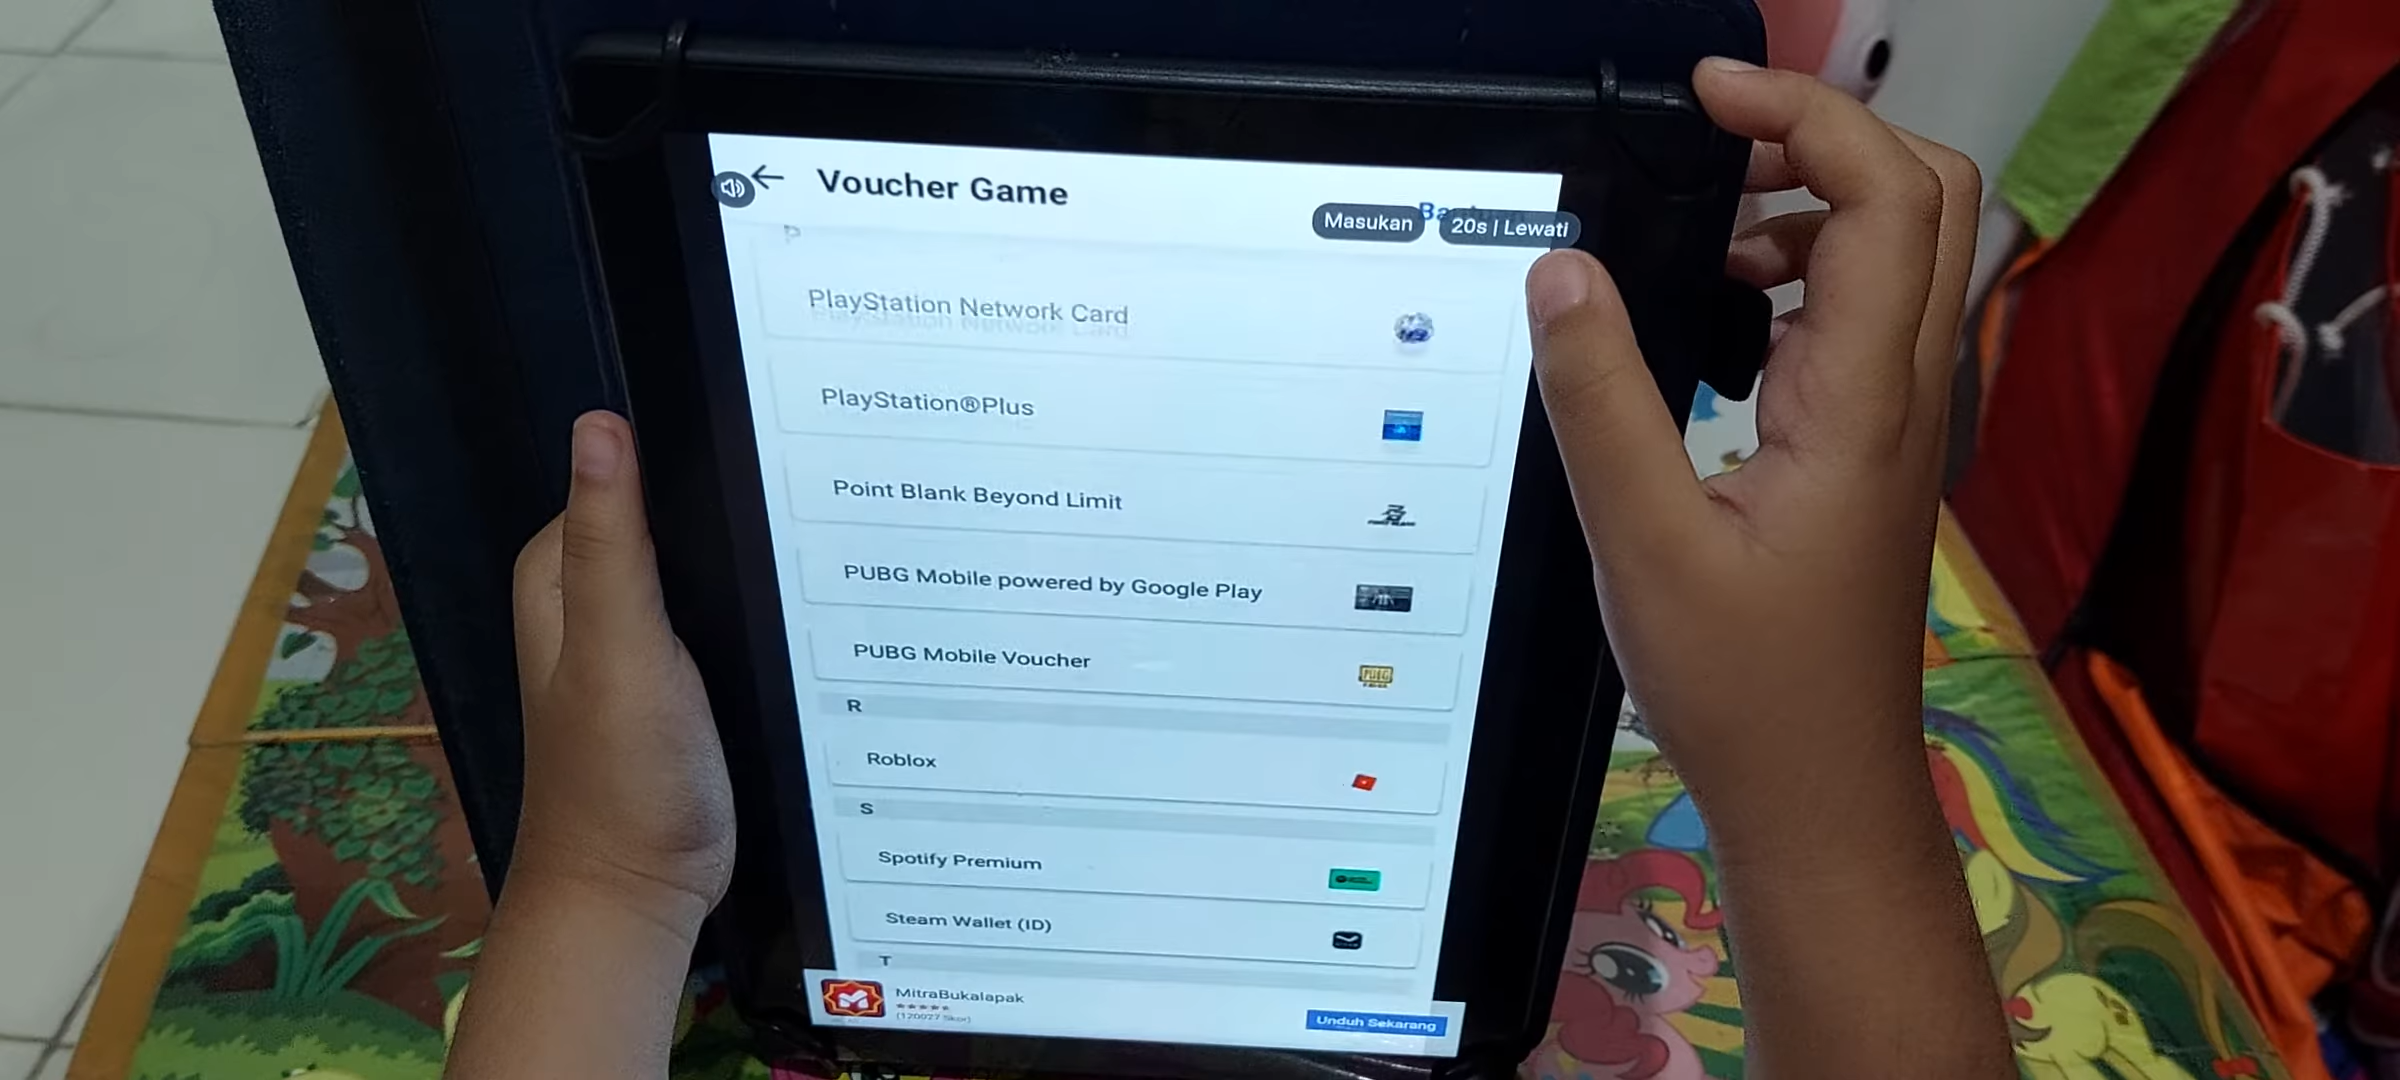 Voucher Game
Masukan
20s | Lewati
P
PlayStation Network Card
PlayStation®Plus
Point Blank Beyond Limit
PUBG Mobile powered by Google Play
PUBG Mobile Voucher
PUBG
R
Roblox
S
Spotify Premium
Steam Wallet (ID)
T
MitraBukalapak
Unduh Sekarang